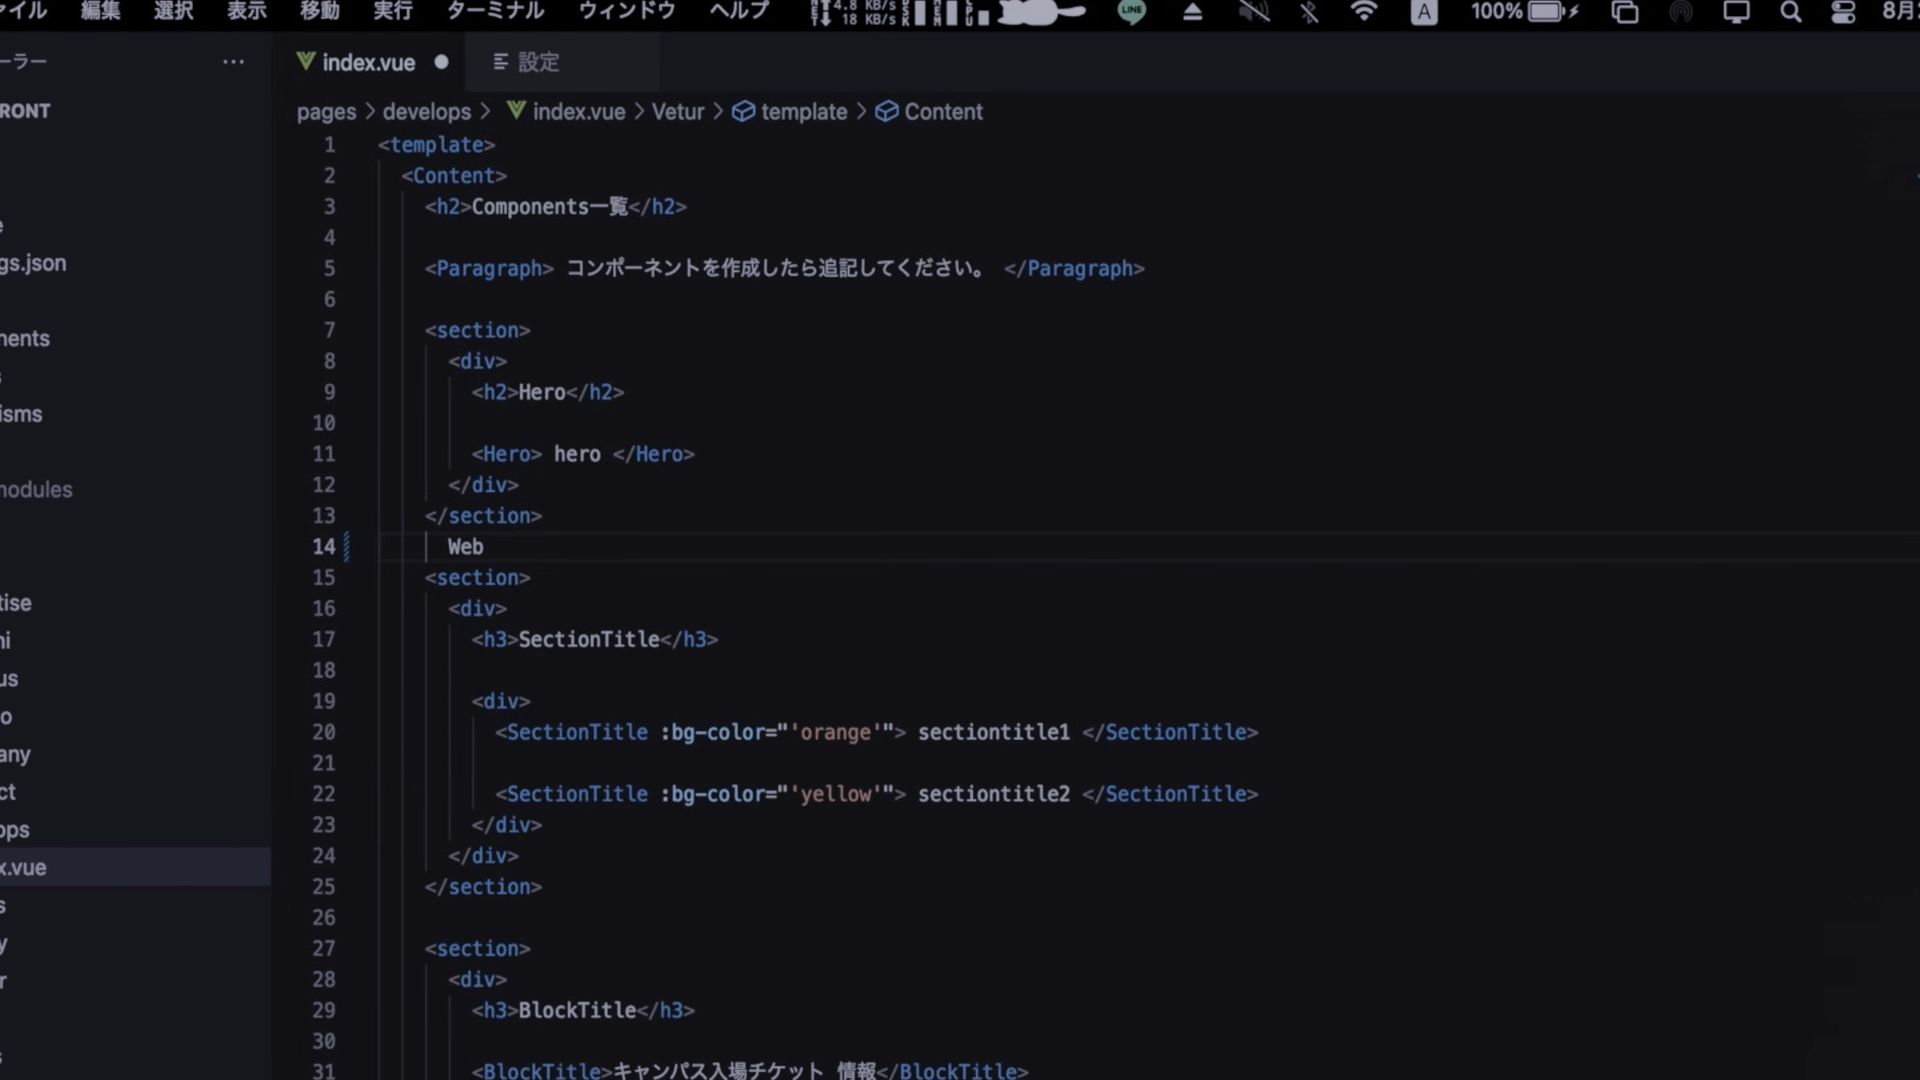 ァイル 編集 選択 表示 移動 実行 ターミナル ウィンドウ ヘルプ 4.8 KB/s 18 KB/s LINE A 100% 8月
ーラー ...
index.vue 設定
RONT
pages > develops > index.vue > Vetur > template > Content
1 <template>
2 <Content>
3 <h2>Components一覧</h2>
4
5 <Paragraph> コンポーネントを作成したら追記してください。 </Paragraph>
6
7 <section>
8 <div>
9 <h2>Hero</h2>
10
11 <Hero> hero </Hero>
12 </div>
13 </section>
14 Web
15 <section>
16 <div>
17 <h3>SectionTitle</h3>
18
19 <div>
20 <SectionTitle :bg-color="'orange'"> sectiontitle1 </SectionTitle>
21
22 <SectionTitle :bg-color="'yellow'"> sectiontitle2 </SectionTitle>
23 </div>
24 </div>
25 </section>
26
27 <section>
28 <div>
29 <h3>BlockTitle</h3>
30
31 <BlockTitle>キャンパス入場チケット 情報</BlockTitle>
e
gs.json
nents
s
isms
modules
tise
ni
us
o
any
ct
ops
x.vue
s
y
r
s